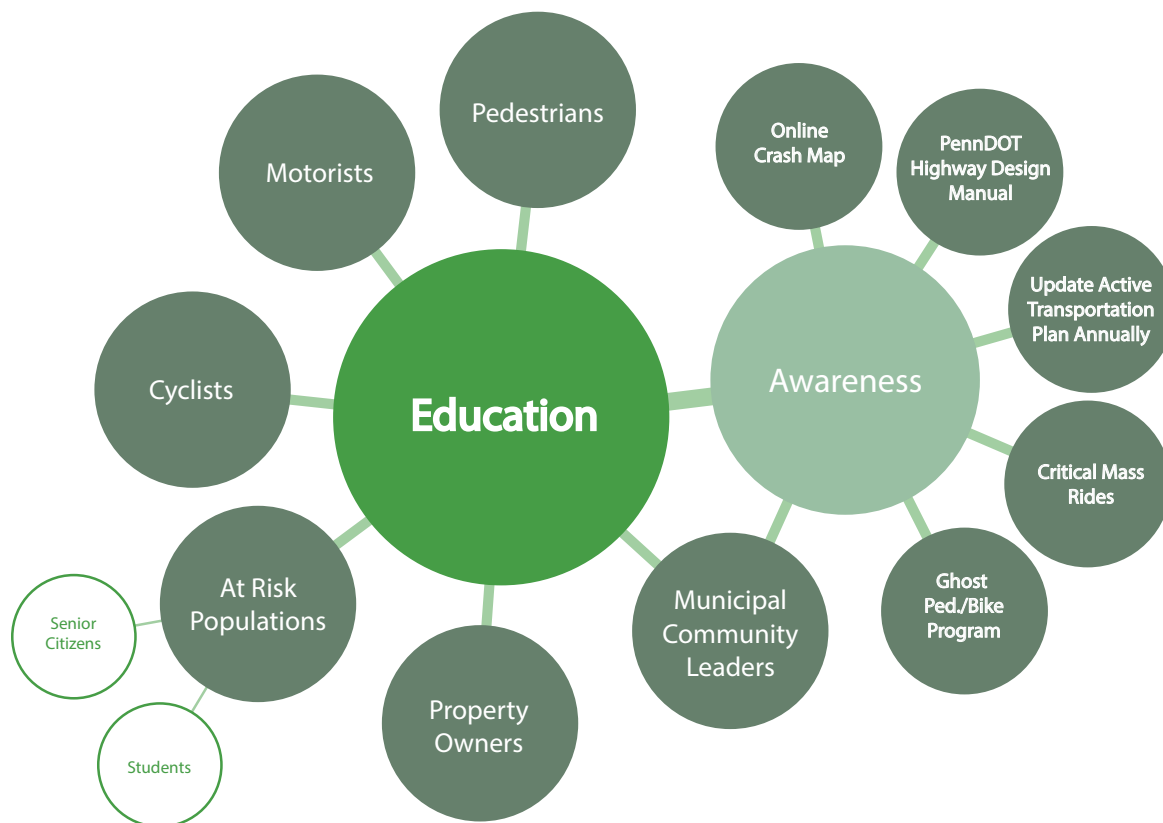 Pedestrians
Motorists
Online
Crash Map
PennDOT
Highway Design
Manual
Update Active
Transportation
Plan Annually
Cyclists
Education
Awareness
Critical Mass
Rides
At Risk
Populations
Senior
Citizens
Students
Property
Owners
Municipal
Community
Leaders
Ghost
Ped./Bike
Program